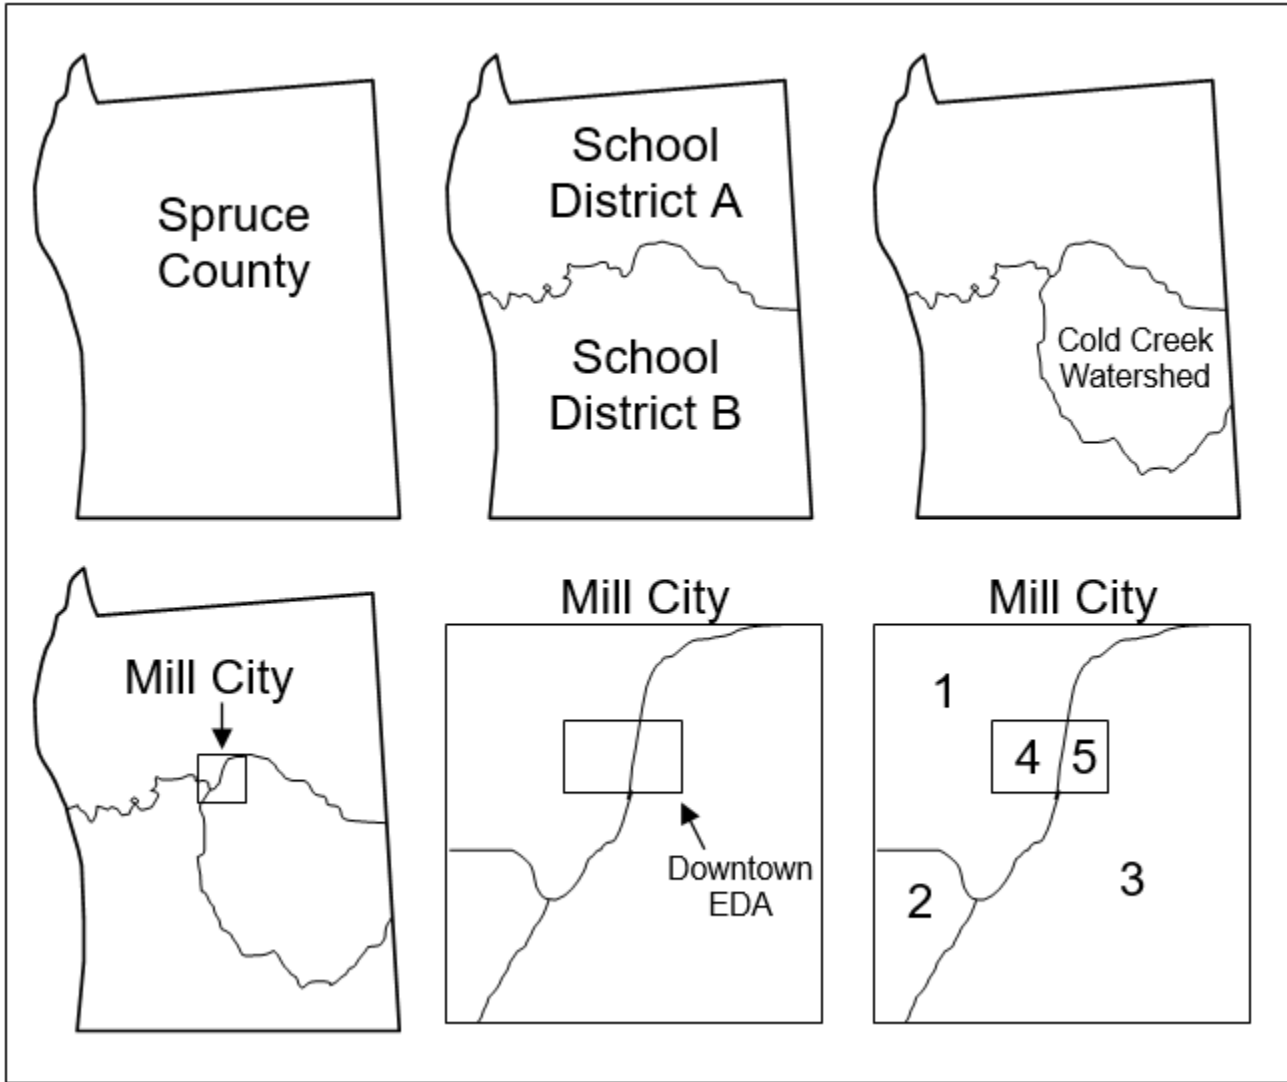 Spruce
County
School
District A
School
District B
Cold Creek
Watershed
Mill City
Mill City
Downtown
EDA
Mill City
1
4
5
3
2